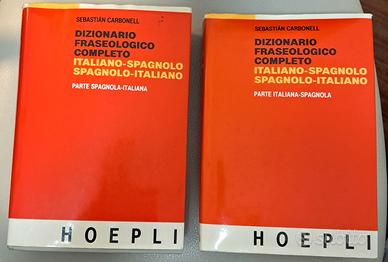 SEBASTIÁN CARBONELL
DIZIONARIO
FRASEOLOGICO
COMPLETO
ITALIANO-SPAGNOLO
SPAGNOLO-ITALIANO
PARTE SPAGNOLA-ITALIANA
HOEPLI
SEBASTIÁN CARBONELL
DIZIONARIO
FRASEOLOGICO
COMPLETO
ITALIANO-SPAGNOLO
SPAGNOLO-ITALIANO
PARTE ITALIANA-SPAGNOLA
HOEPLI